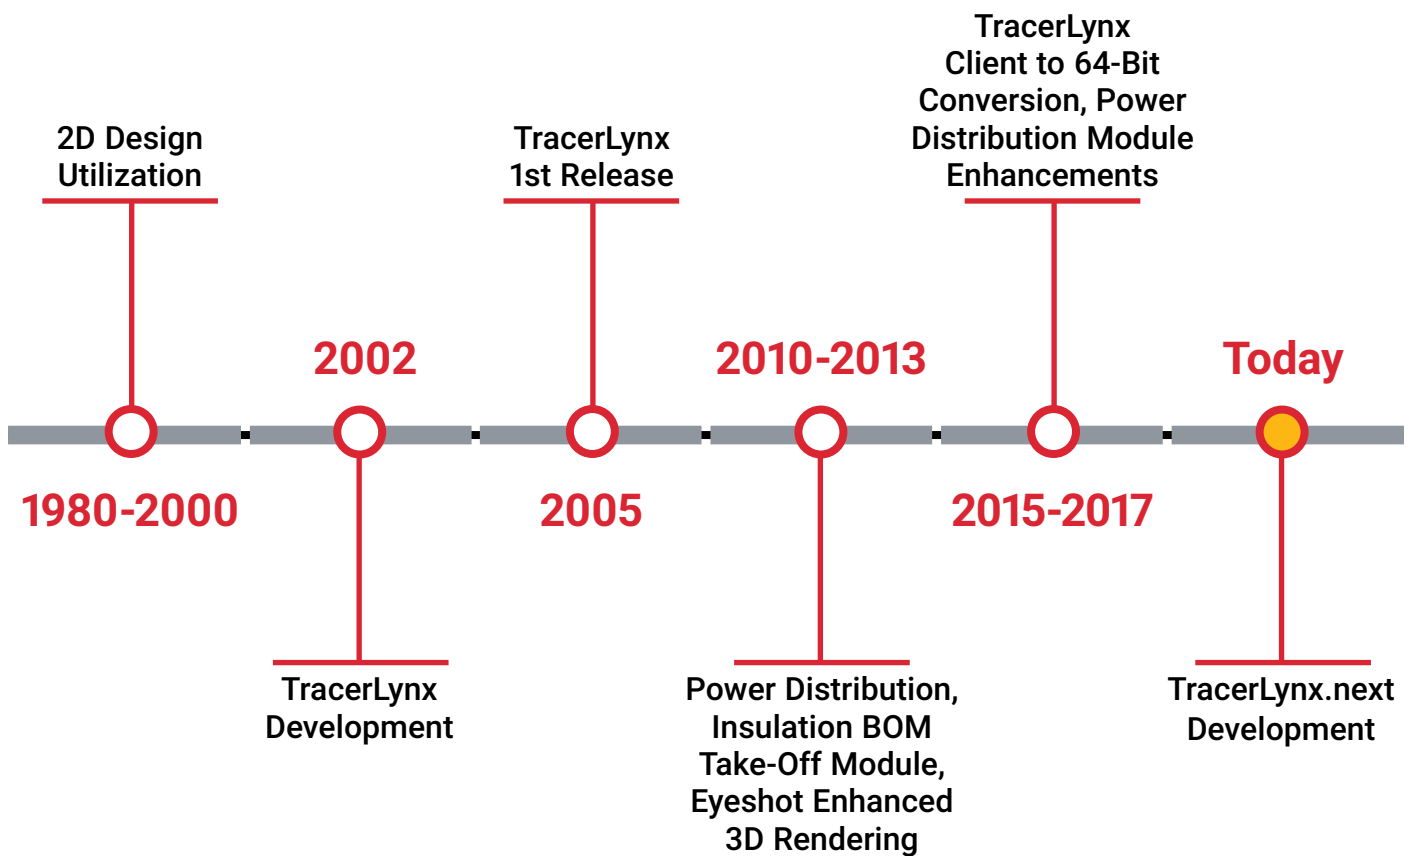 2D Design
Utilization
1980-2000
2002
TracerLynx
Development
TracerLynx
1st Release
2005
2010-2013
Power Distribution,
Insulation BOM
Take-Off Module,
Eyeshot Enhanced
3D Rendering
TracerLynx
Client to 64-Bit
Conversion, Power
Distribution Module
Enhancements
2015-2017
Today
TracerLynx.next
Development